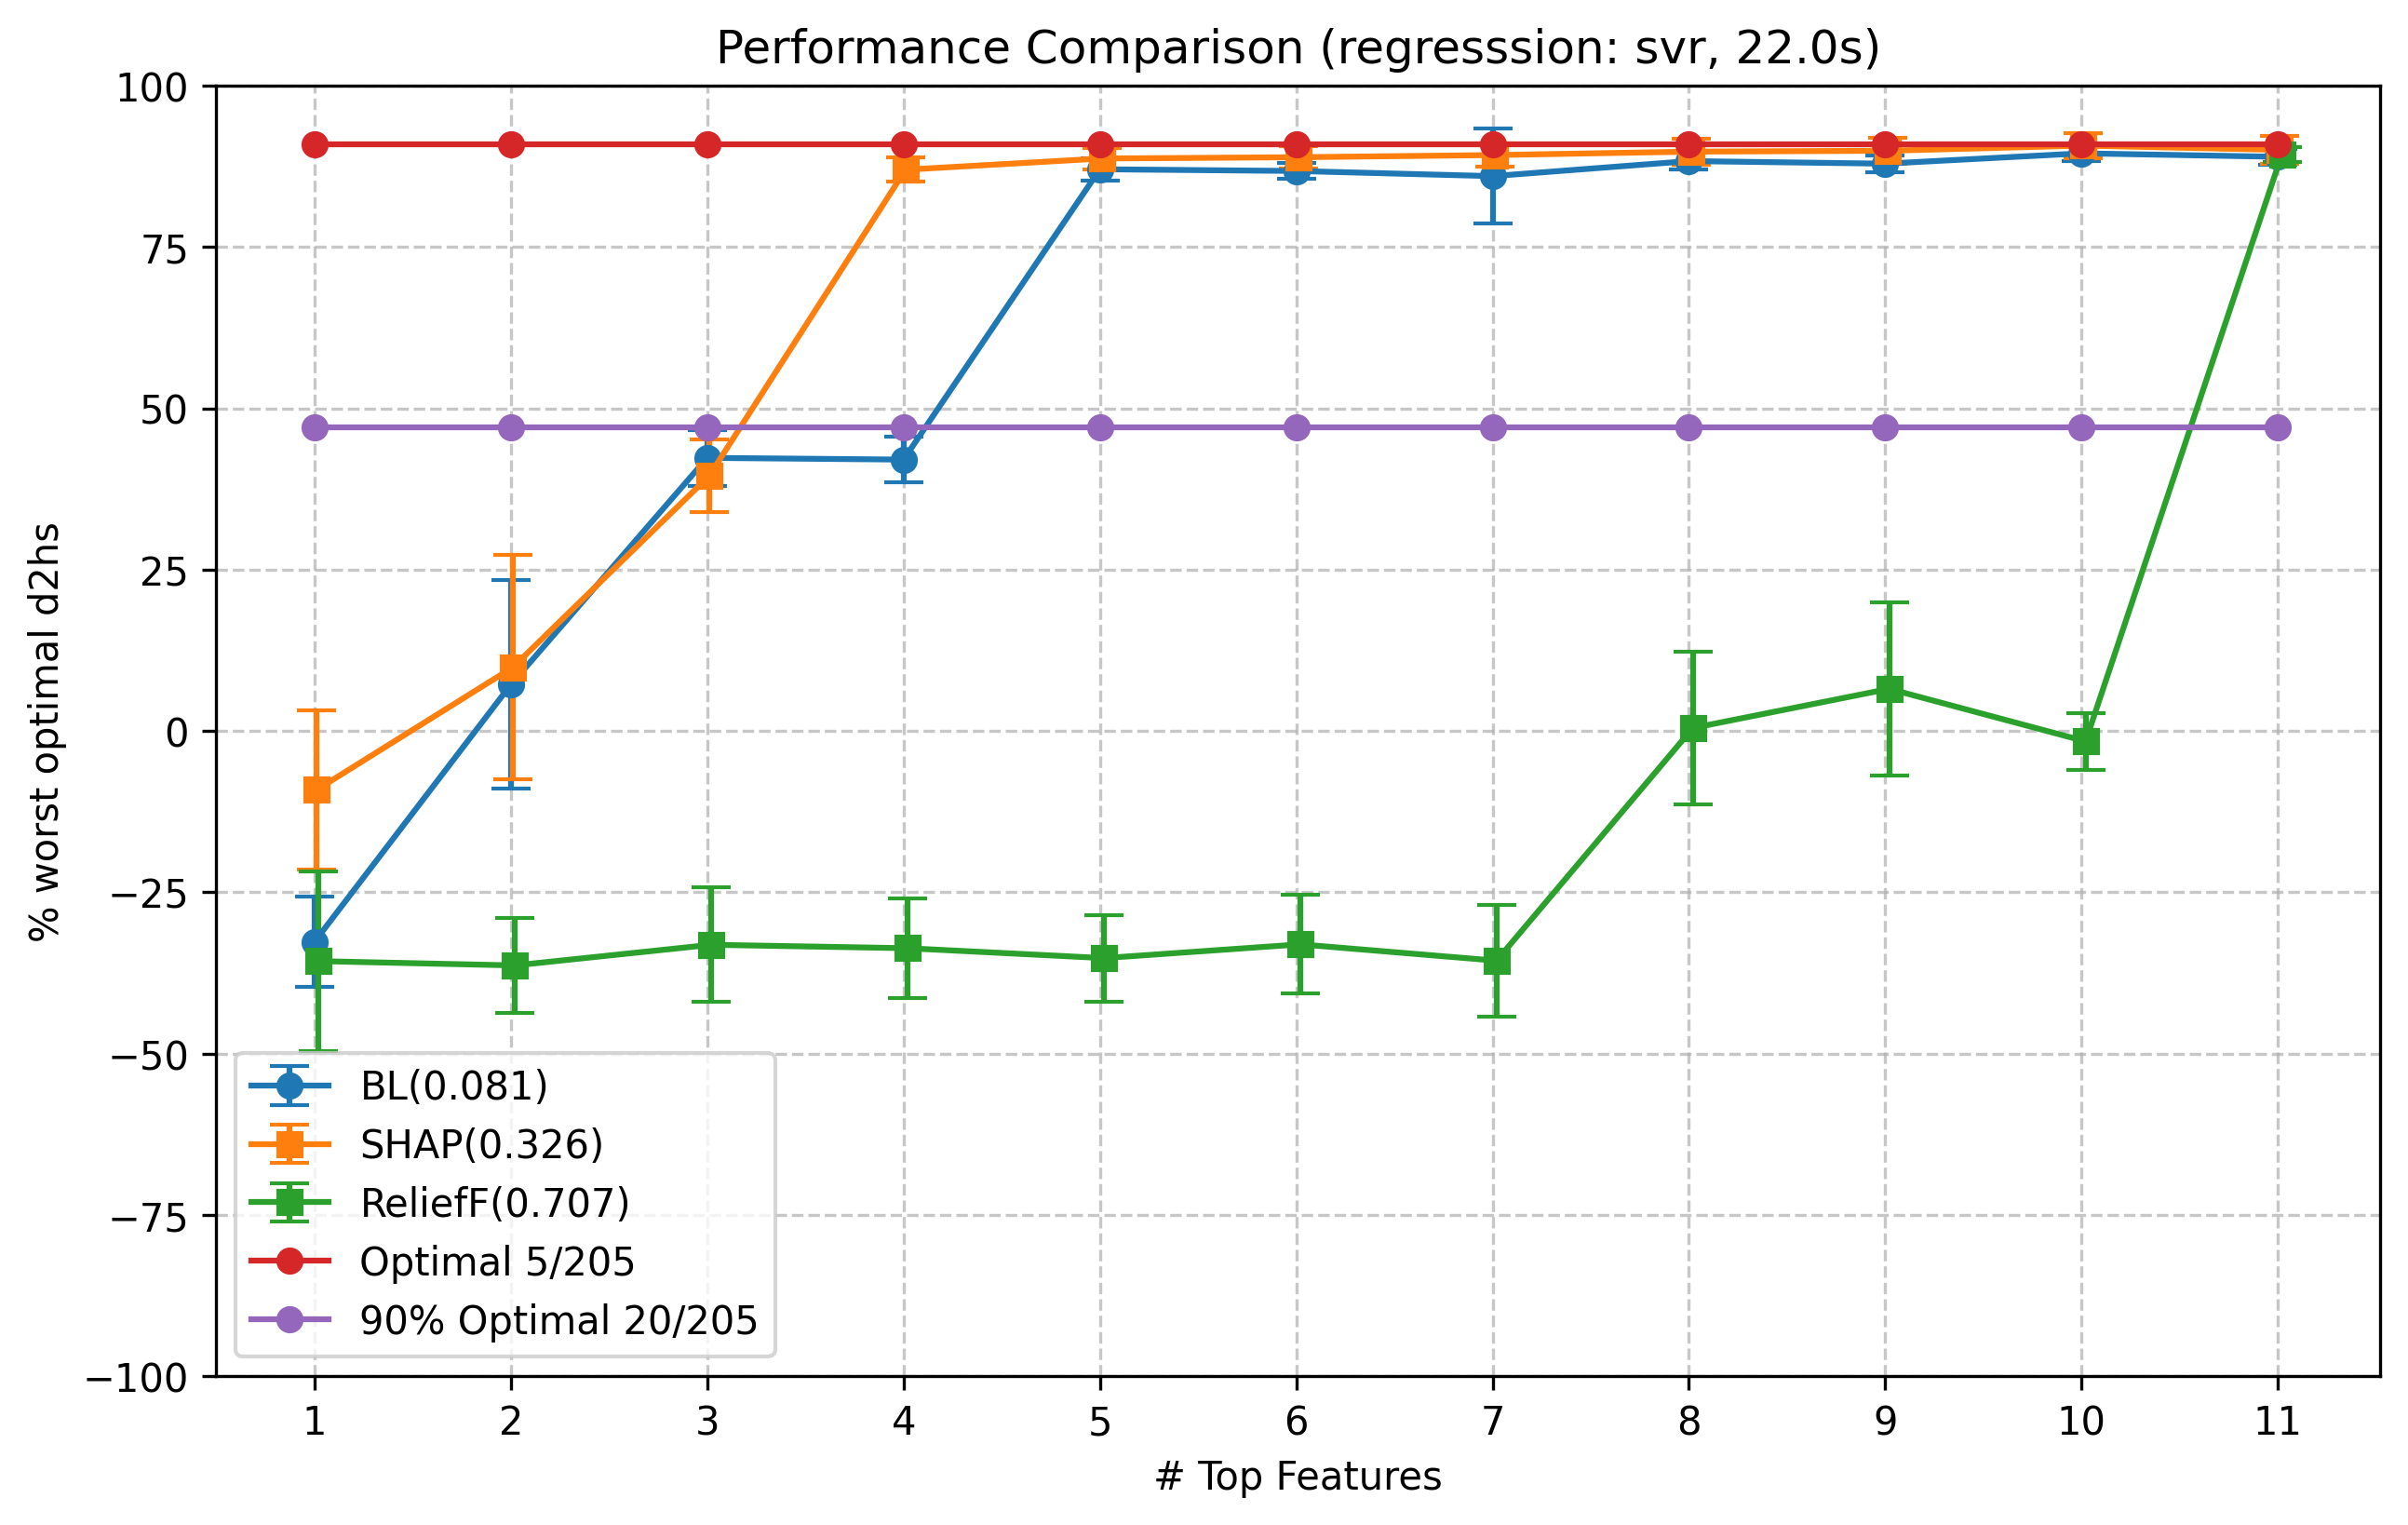 Performance Comparison (regresssion: svr, 22.0s)
% worst optimal d2hs
100
75
50
25
0
−25
−50
−75
−100
BL(0.081)
SHAP(0.326)
ReliefF(0.707)
Optimal 5/205
90% Optimal 20/205
1 2 3 4 5 6 7 8 9 10 11
# Top Features